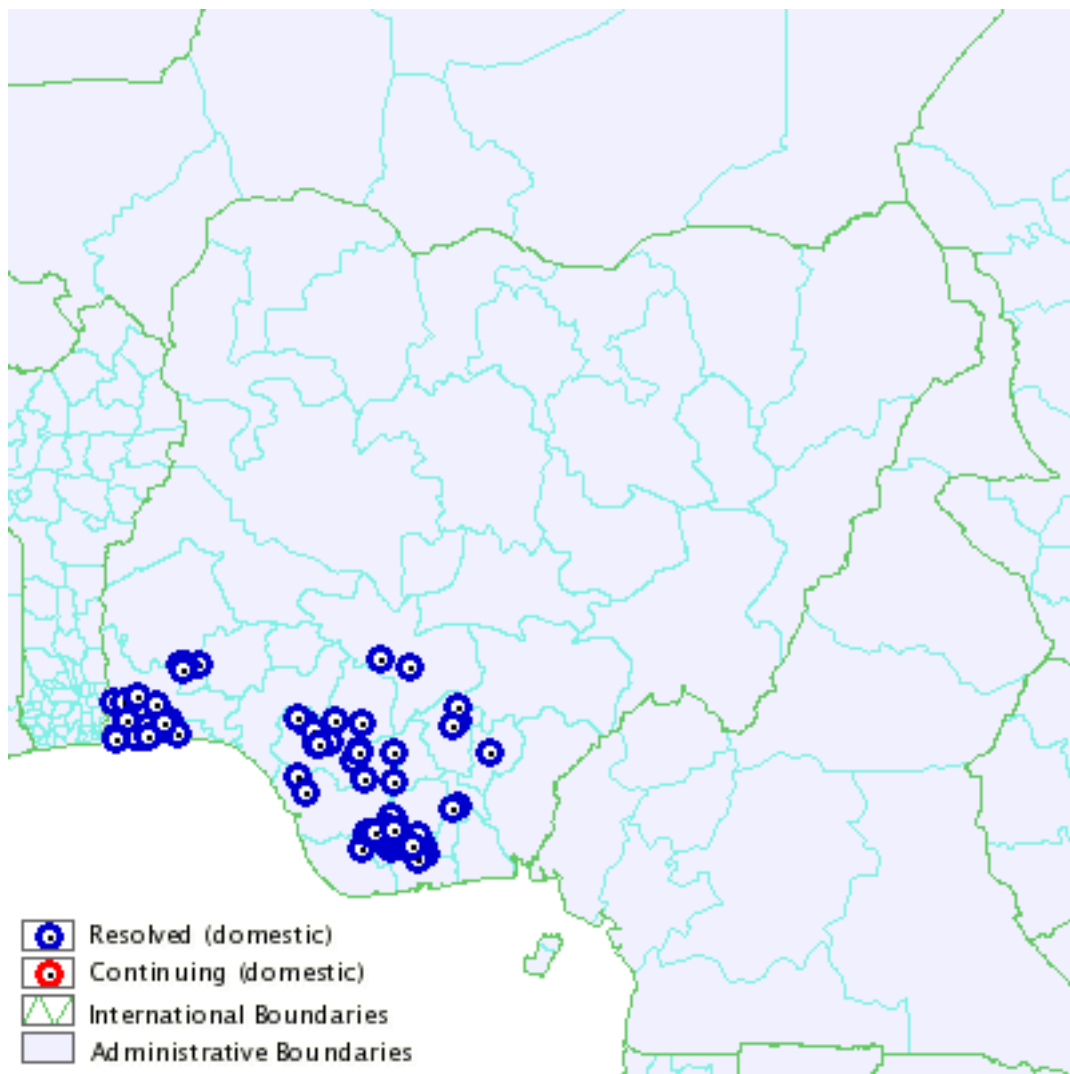 Resolved (domestic)
Continuing (domestic)
International Boundaries
Administrative Boundaries